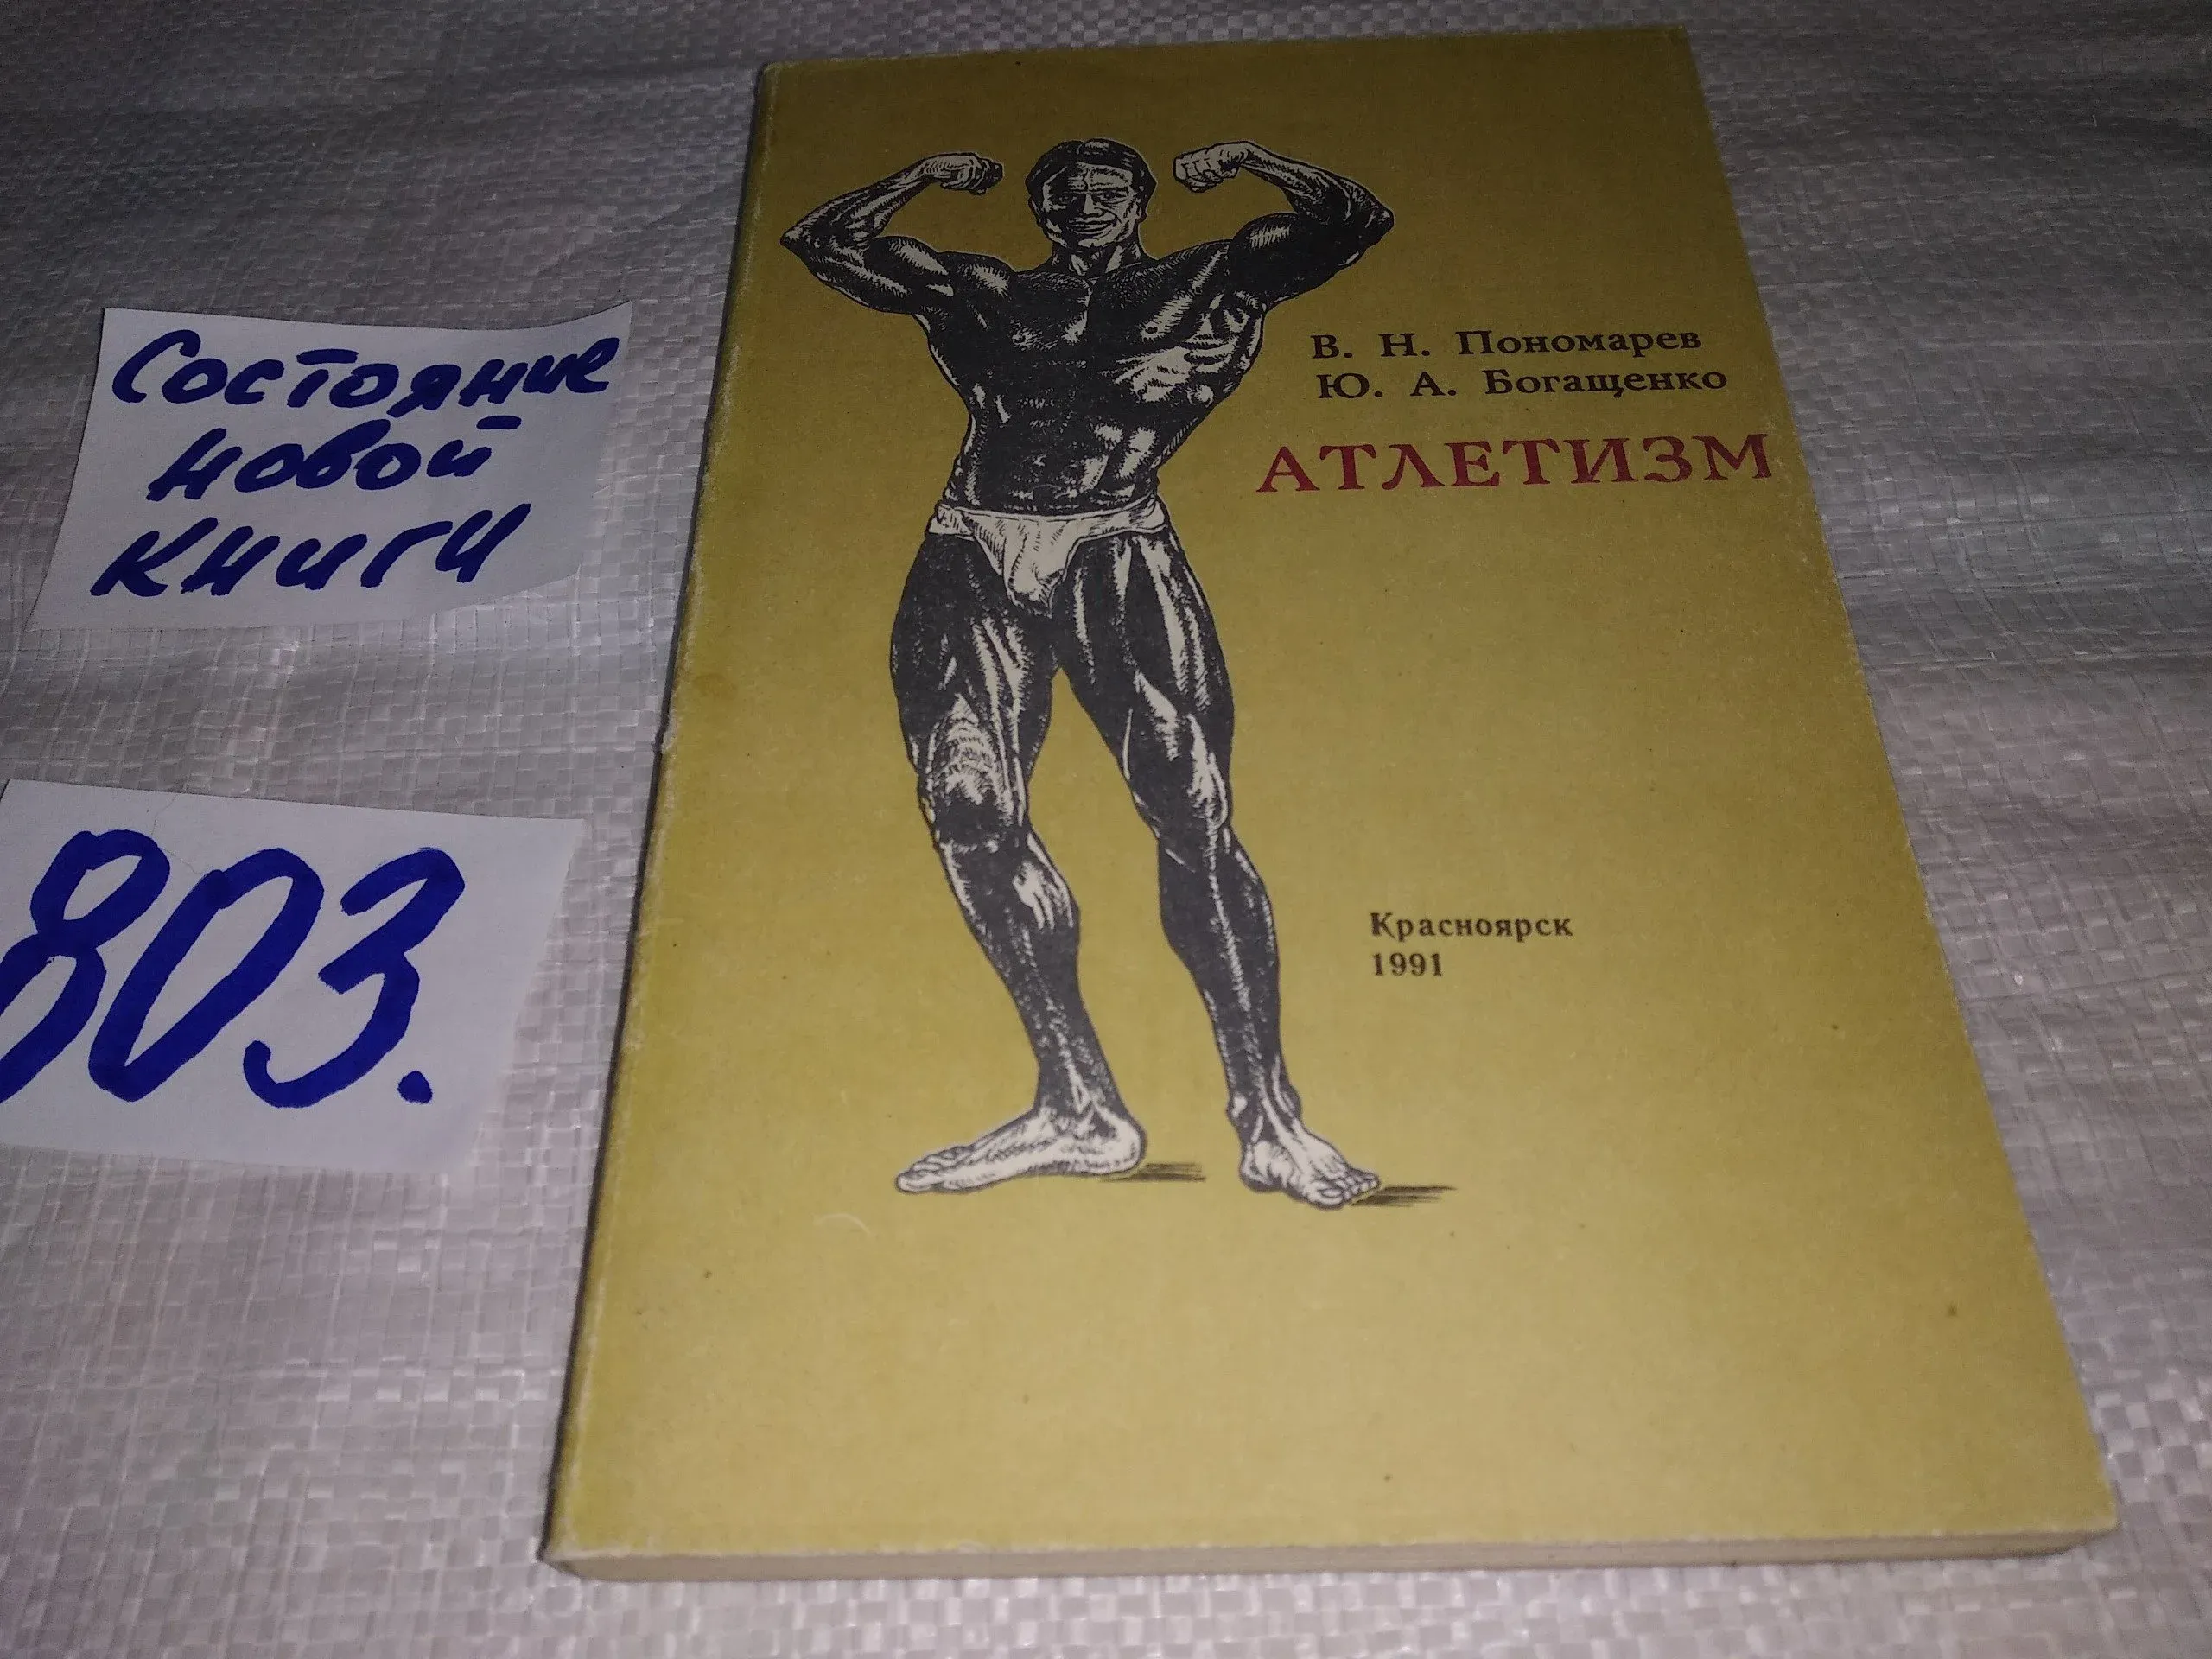 Состояние
новой
книги
803.
В. Н. Пономарев
Ю. А. Богащенко
АТЛЕТИЗМ
Красноярск
1991